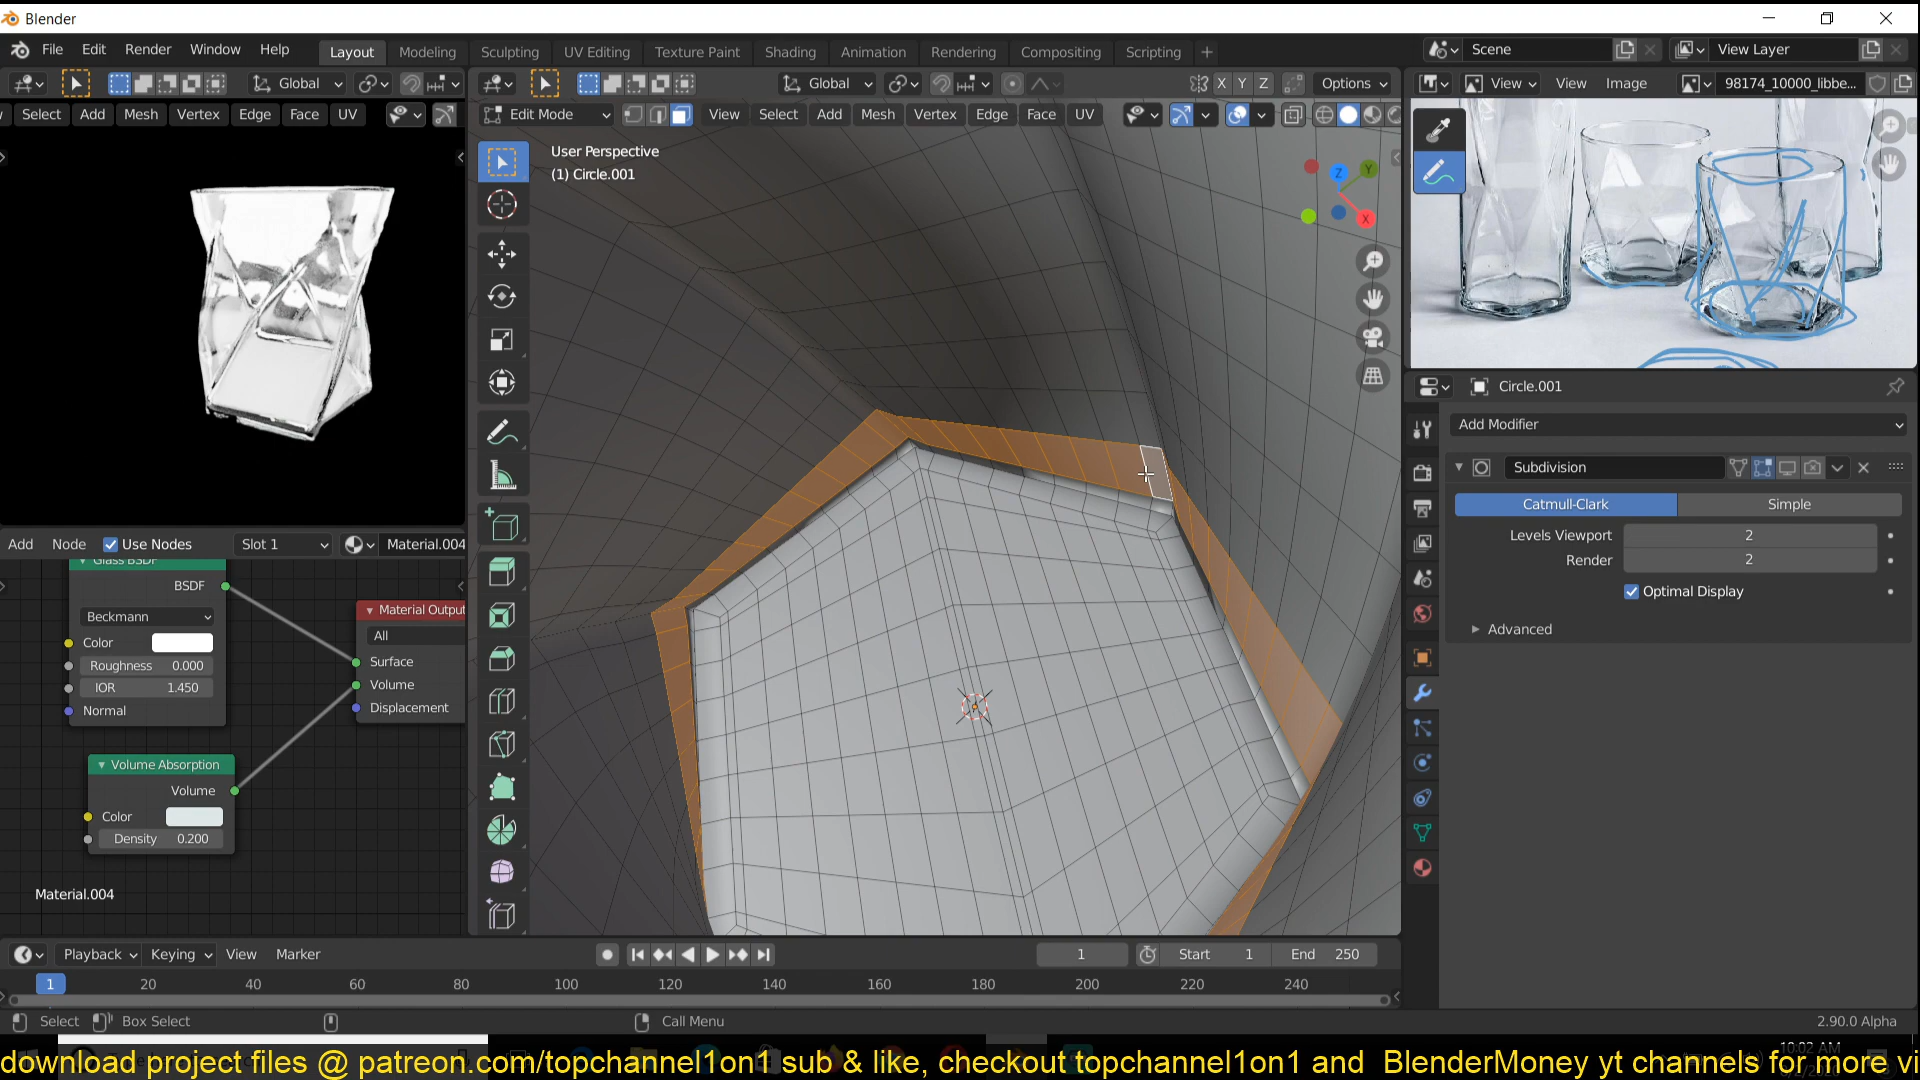 Blender
File Edit Render Window Help Layout Modeling Sculpting UV Editing Texture Paint Shading Animation Rendering Compositing Scripting + Scene View Layer
Global Global X Y Z Options View View Image 98174_10000_libbe...
Select Add Mesh Vertex Edge Face UV Edit Mode View Select Add Mesh Vertex Edge Face UV
User Perspective
(1) Circle.001
Z Y
X
Circle.001
Add Modifier
Subdivision
Catmull-Clark Simple
Levels Viewport 2
Render 2
Optimal Display
Advanced
Add Node Use Nodes Slot 1 Material.004
Glass BSDF
BSDF
Beckmann
Color
Roughness 0.000
IOR 1.450
Normal
Material Output
All
Surface
Volume
Displacement
Volume Absorption
Volume
Color
Density 0.200
Material.004
Playback Keying View Marker 1 Start 1 End 250
1 20 40 60 80 100 120 140 160 180 200 220 240
Select Box Select Call Menu 2.90.0 Alpha
10:02 AM
download project files @ patreon.com/topchannel1on1 sub & like, checkout topchannel1on1 and BlenderMoney yt channels for more vi